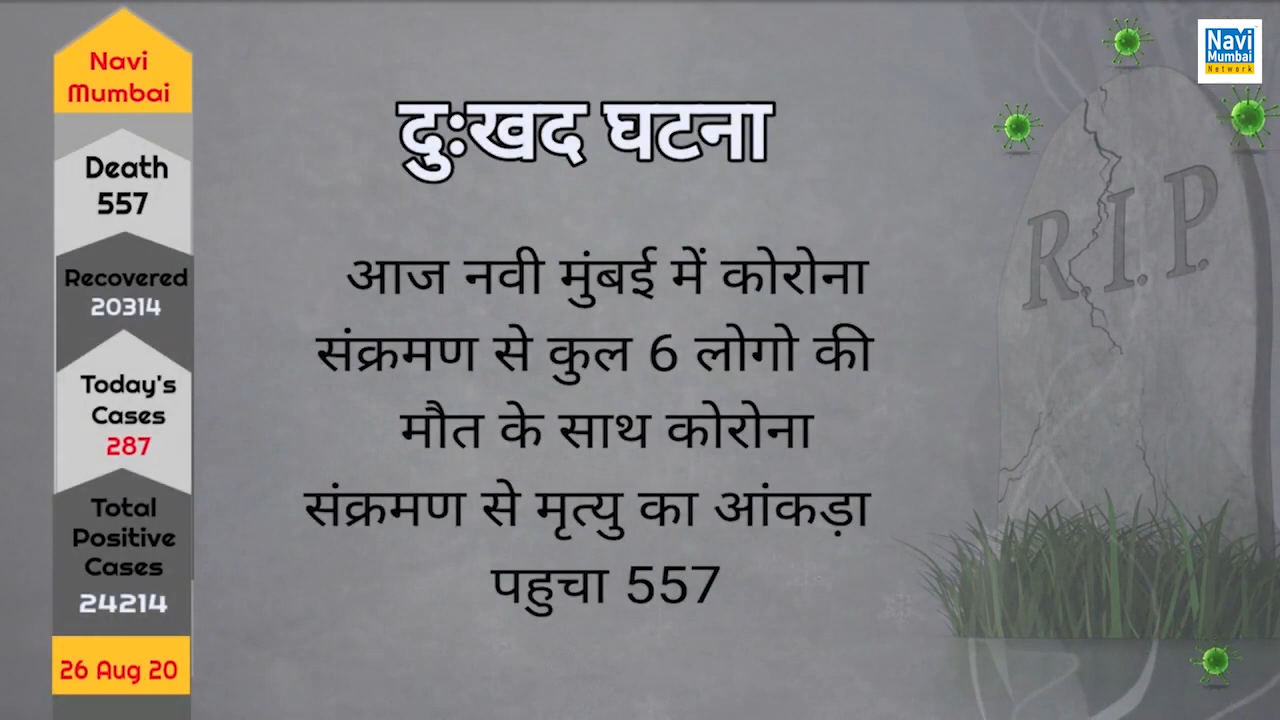 Navi
Mumbai
Death
557
Recovered
20314
Today's
Cases
287
Total
Positive
Cases
24214
26 Aug 20
दुःखद घटना
आज नवी मुंबई में कोरोना
संक्रमण से कुल 6 लोगो की
मौत के साथ कोरोना
संक्रमण से मृत्यु का आंकड़ा
पहुचा 557
R.I.P.
Navi
Mumbai
Network